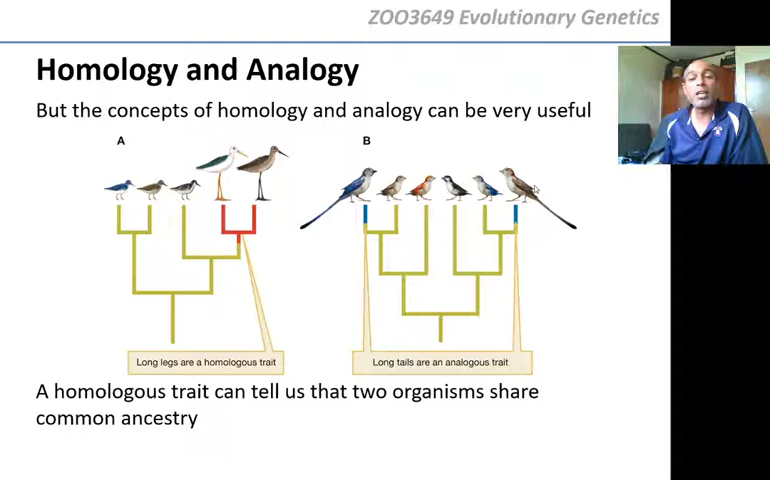 ZOO3649 Evolutionary Genetics
Homology and Analogy
But the concepts of homology and analogy can be very useful
A
B
Long legs are a homologous trait
Long tails are an analogous trait
A homologous trait can tell us that two organisms share
common ancestry